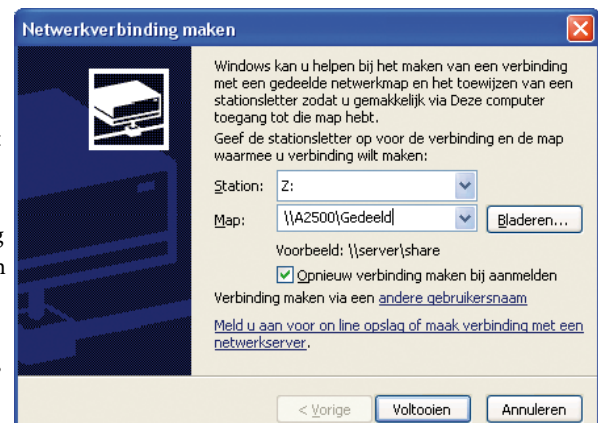 Netwerkverbinding maken
Windows kan u helpen bij het maken van een verbinding
met een gedeelde netwerkmap en het toewijzen van een
stationsletter zodat u gemakkelijk via Deze computer
toegang tot die map hebt.
Geef de stationsletter op voor de verbinding en de map
waarmee u verbinding wilt maken:
Station: Z:
Map: \\A2500\Gedeeld Bladeren...
Voorbeeld: \\server\share
Opnieuw verbinding maken bij aanmelden
Verbinding maken via een andere gebruikersnaam
Meld u aan voor on line opslag of maak verbinding met een
netwerkserver.
< Vorige Voltooien Annuleren